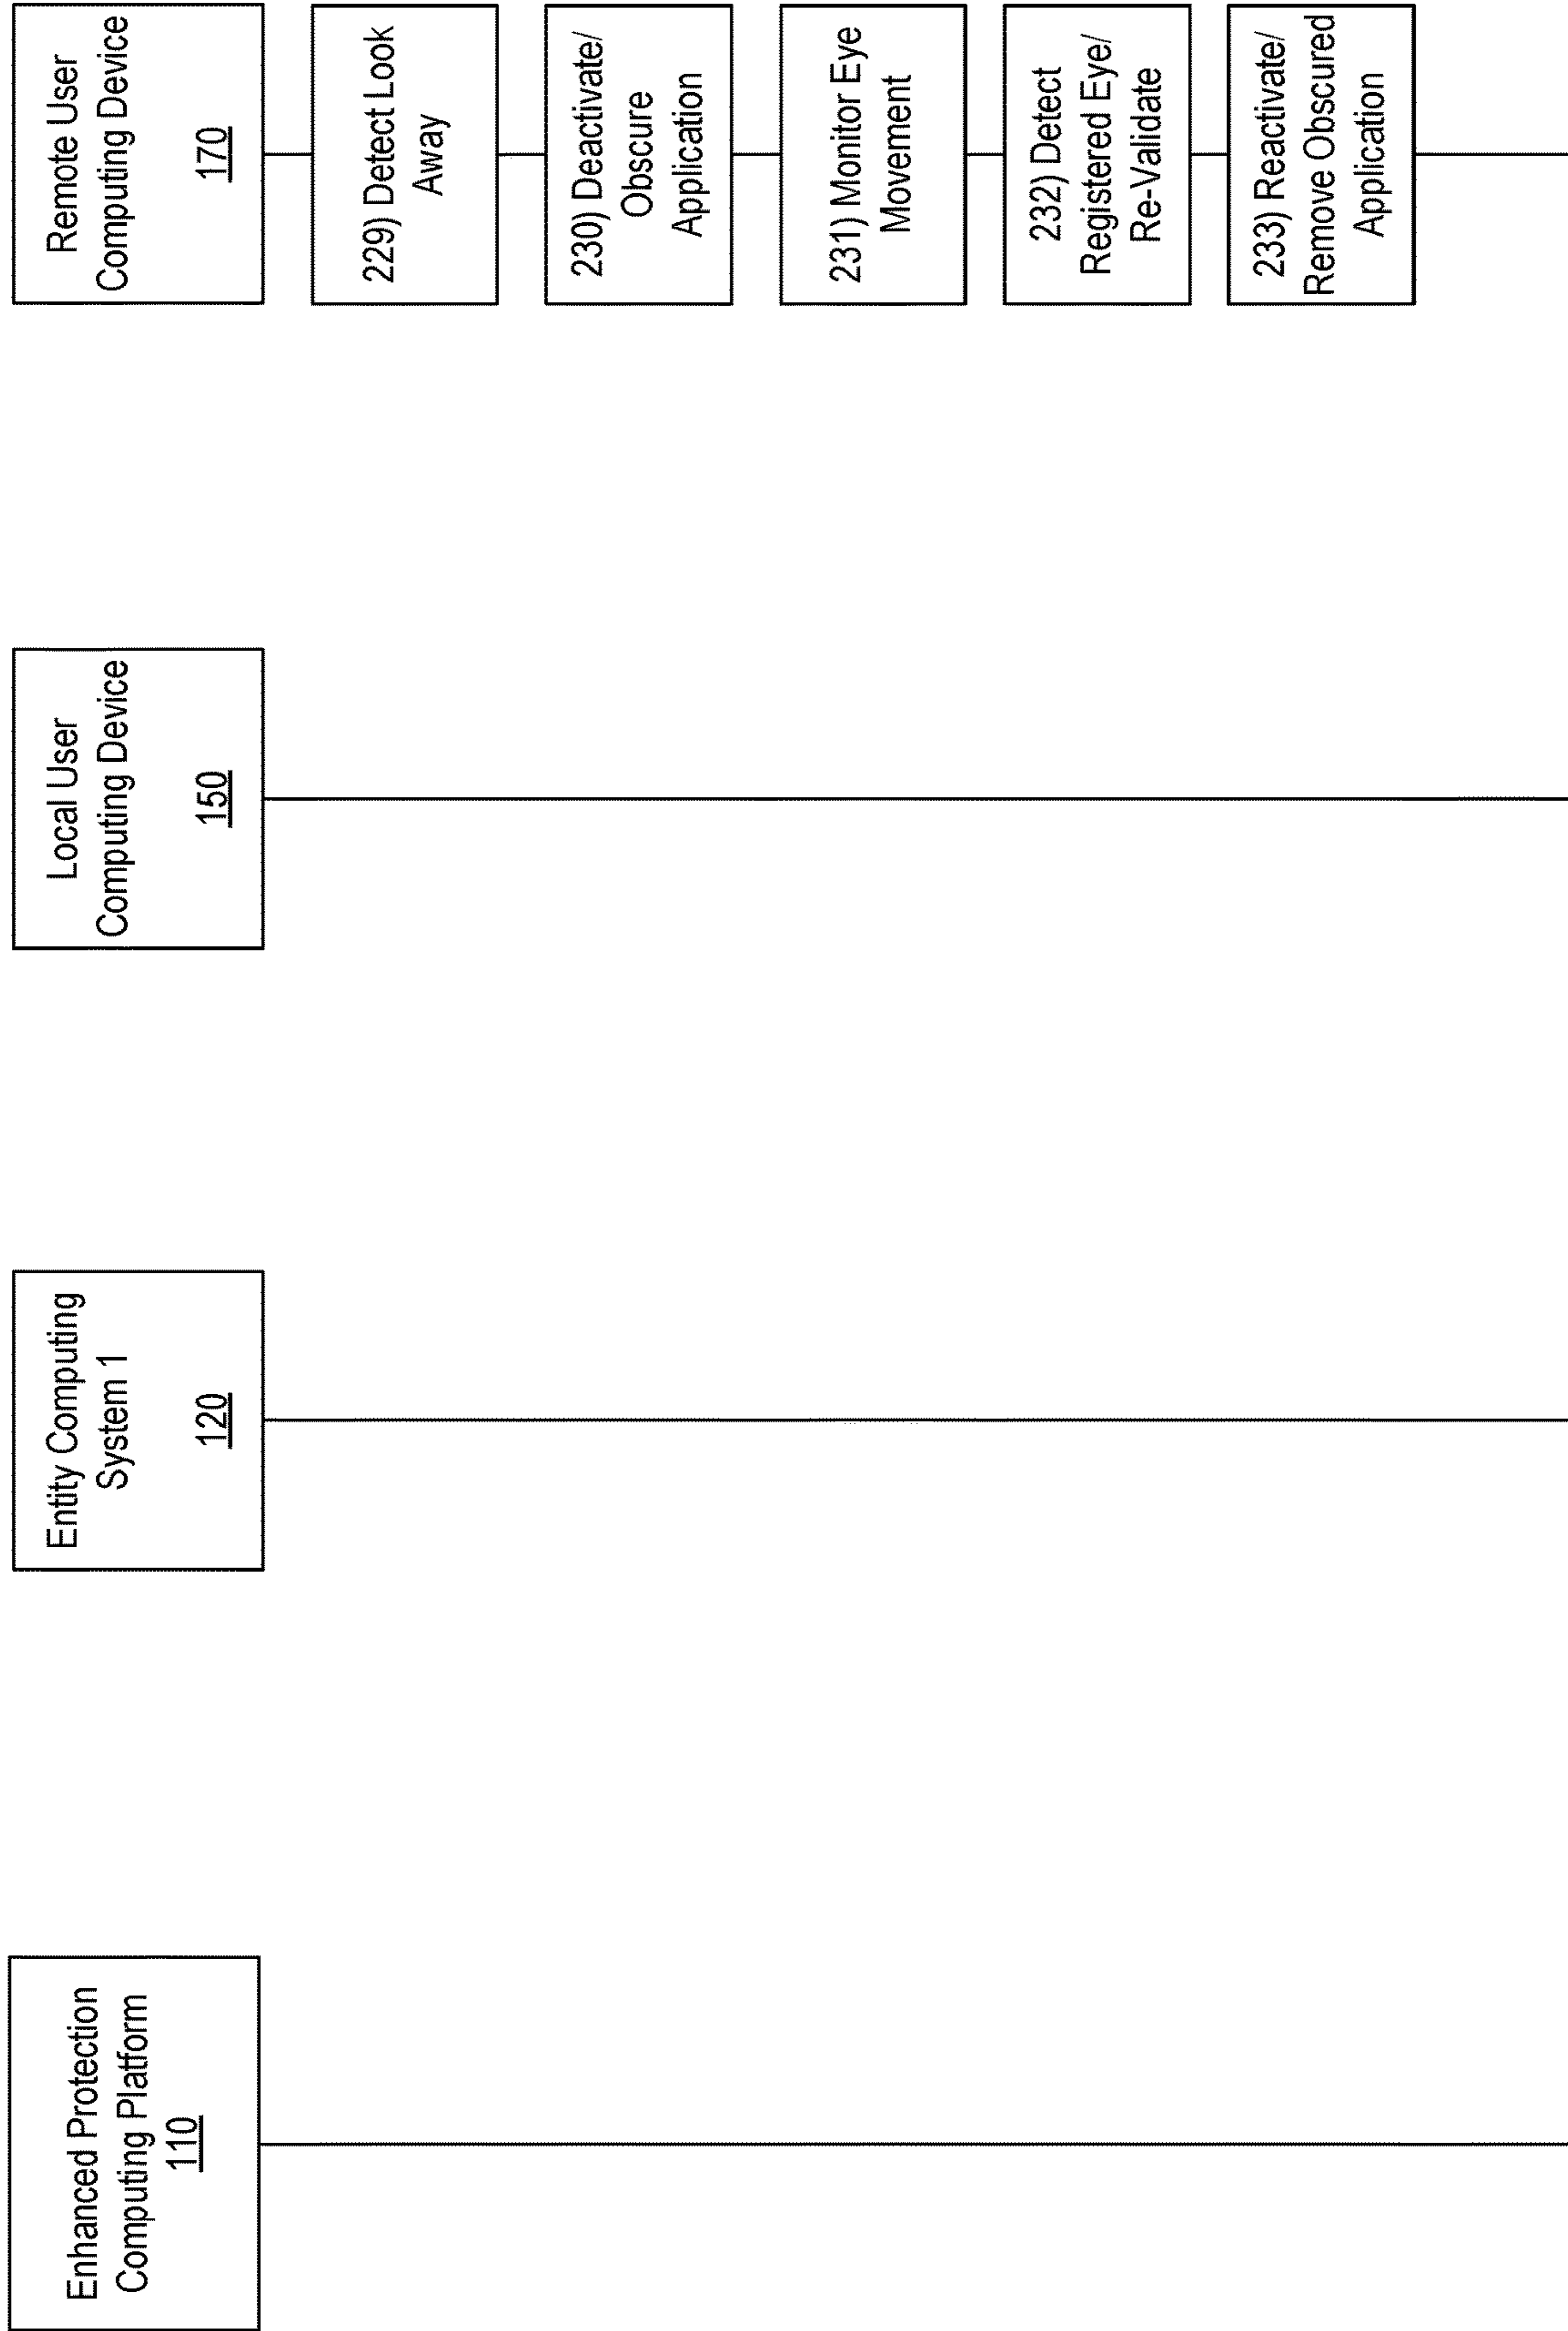 Enhanced Protection
Computing Platform
110
Entity Computing
System 1
120
Local User
Computing Device
150
Remote User
Computing Device
170
229) Detect Look
Away
230) Deactivate/
Obscure
Application
231) Monitor Eye
Movement
232) Detect
Registered Eye/
Re-Validate
233) Reactivate/
Remove Obscured
Application